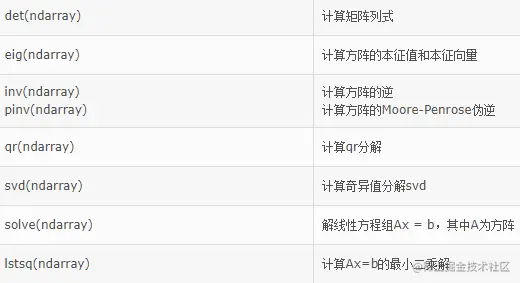 det(ndarray) 计算矩阵列式
eig(ndarray) 计算方阵的本征值和本征向量
inv(ndarray) 计算方阵的逆
pinv(ndarray) 计算方阵的Moore-Penrose伪逆
qr(ndarray) 计算qr分解
svd(ndarray) 计算奇异值分解svd
solve(ndarray) 解线性方程组Ax = b，其中A为方阵
lstsq(ndarray) 计算Ax=b的最小二乘解
掘金技术社区